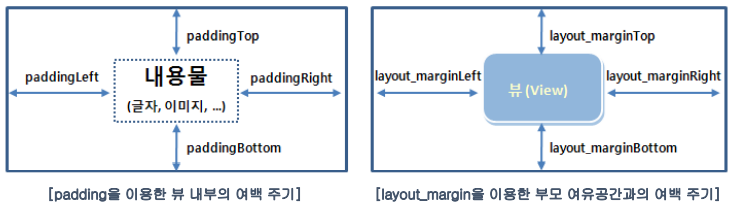 paddingTop
paddingLeft
내용물
(글자, 이미지, ...)
paddingRight
paddingBottom
[padding을 이용한 뷰 내부의 여백 주기]
layout_marginTop
layout_marginLeft
뷰 (View)
layout_marginRight
layout_marginBottom
[layout_margin을 이용한 부모 여유공간과의 여백 주기]